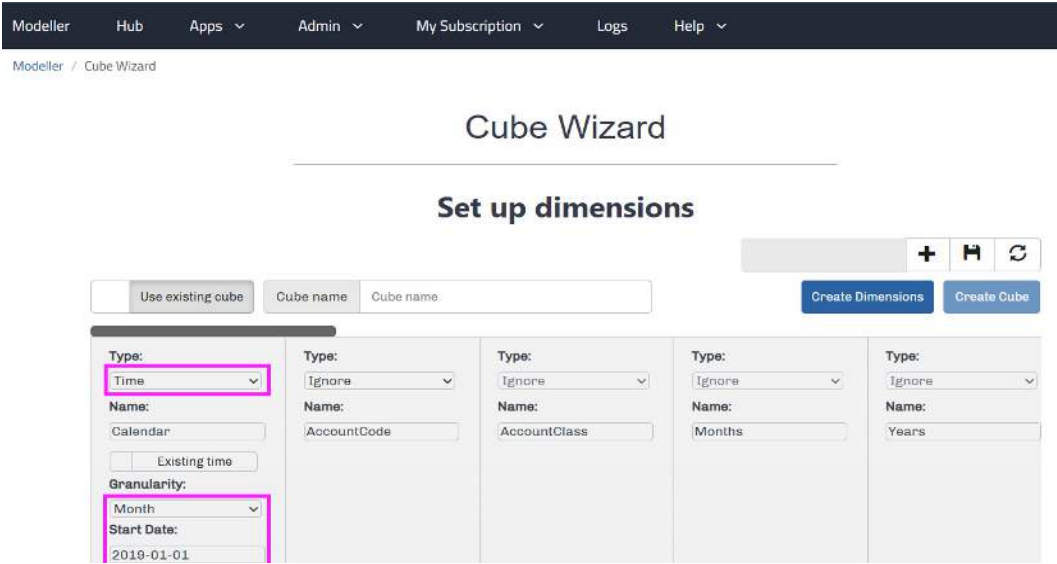 Modeller Hub Apps Admin My Subscription Logs Help
Modeller / Cube Wizard
Cube Wizard
Set up dimensions
Use existing cube Cube name Cube name Create Dimensions Create Cube
Type: Type: Type: Type: Type:
Time Ignore Ignore Ignore Ignore
Name: Name: Name: Name: Name:
Calendar AccountCode AccountClass Months Years
Existing time
Granularity:
Month
Start Date:
2019-01-01